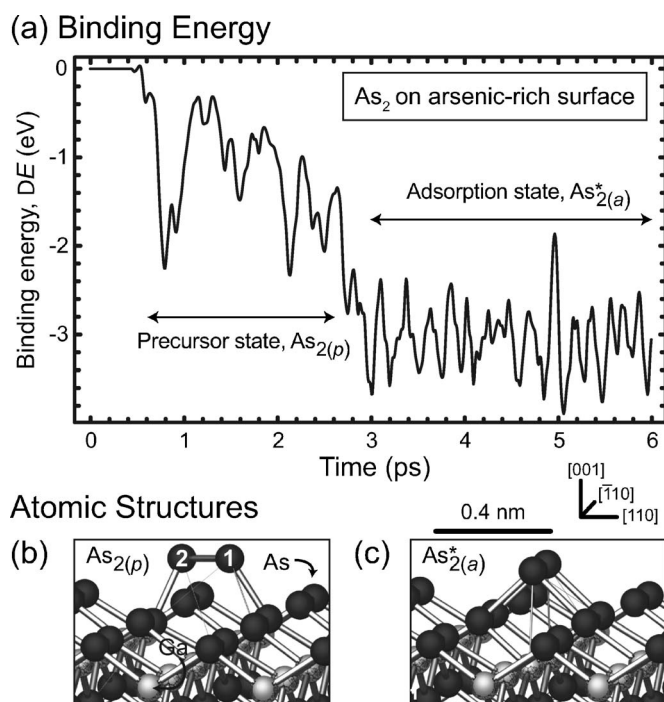 (a) Binding Energy
0
-1
-2
-3
Binding energy, DE (eV)
As2 on arsenic-rich surface
Adsorption state, As*2(a)
Precursor state, As2(p)
0 1 2 3 4 5 6
Time (ps)
Atomic Structures
0.4 nm
[001]
[1̅10]
[110]
(b)
As2(p)
2 1
As
Ga
(c)
As*2(a)